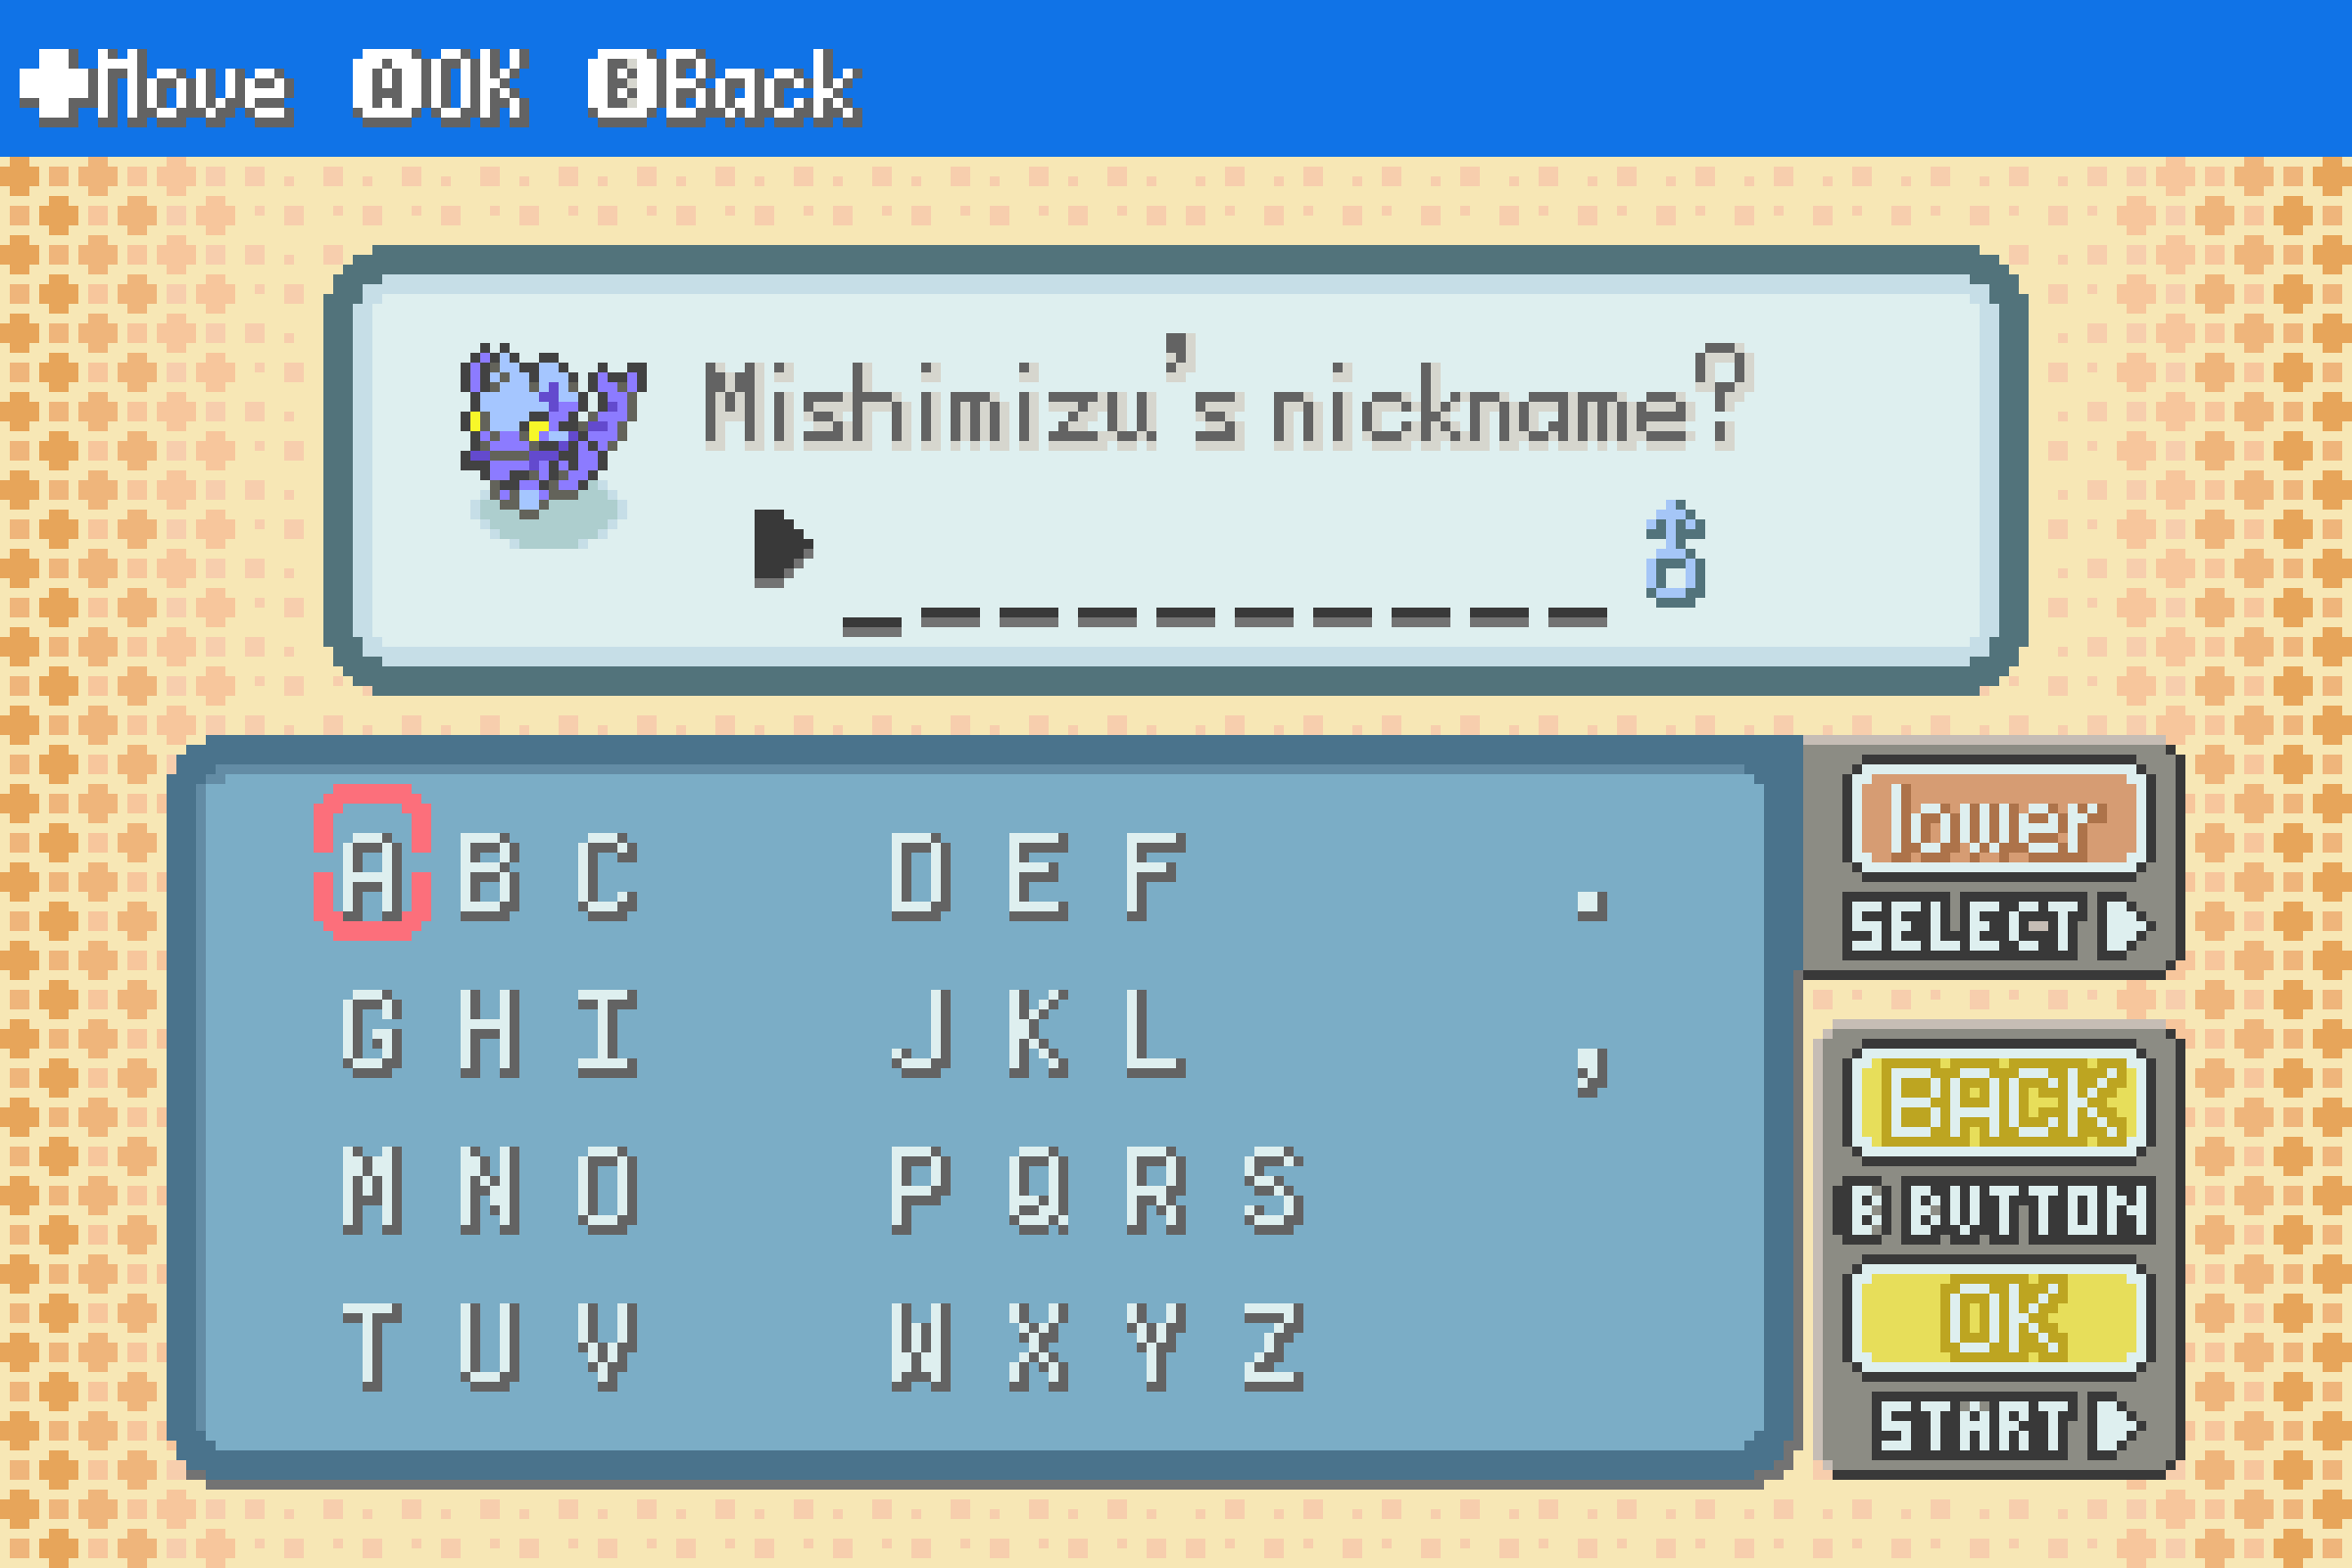 Move A OK B Back
Mishimizu's nickname?
♂
A B C D E F .
G H I J K L ,
M N O P Q R S
T U V W X Y Z
lower
SELECT
BACK
B BUTTON
OK
START